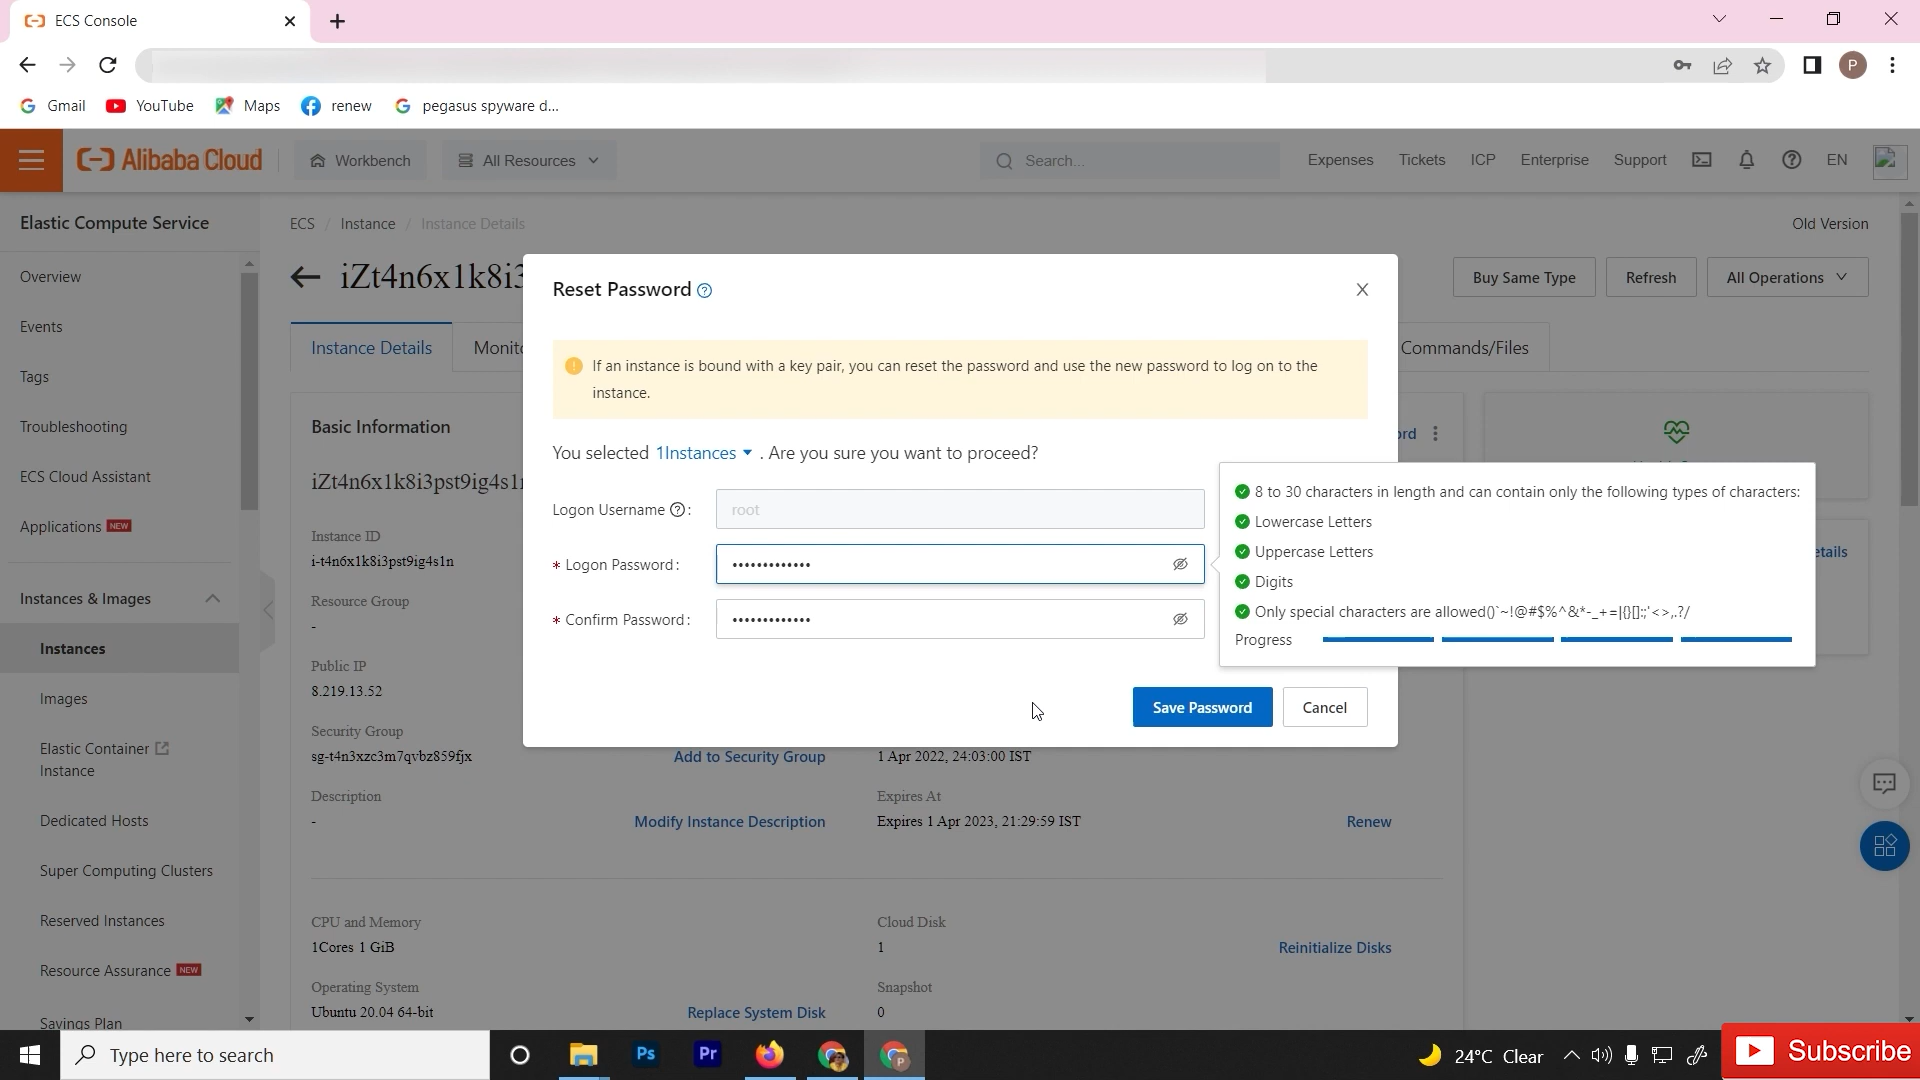 ECS Console
Gmail
YouTube
Maps
renew
pegasus spyware d...
P
Alibaba Cloud
Workbench
All Resources
Search...
Expenses
Tickets
ICP
Enterprise
Support
EN
Elastic Compute Service
ECS / Instance / Instance Details
Old Version
Overview
Events
Tags
Troubleshooting
ECS Cloud Assistant
Applications NEW
Instances & Images
Instances
Images
Elastic Container
Instance
Dedicated Hosts
Super Computing Clusters
Reserved Instances
Resource Assurance NEW
Savings Plan
iZt4n6x1k8i3
Buy Same Type
Refresh
All Operations
Instance Details
Monito
Commands/Files
Reset Password
If an instance is bound with a key pair, you can reset the password and use the new password to log on to the
instance.
You selected 1Instances . Are you sure you want to proceed?
Logon Username :
root
* Logon Password:
•••••••••••••
* Confirm Password:
•••••••••••••
8 to 30 characters in length and can contain only the following types of characters:
Lowercase Letters
Uppercase Letters
Digits
Only special characters are allowed()`~!@#$%^&*-_+=|{}[]:;'<>,.?/
Progress
Save Password
Cancel
Basic Information
ord
etails
iZt4n6x1k8i3pst9ig4s1
Instance ID
i-t4n6x1k8i3pst9ig4s1n
Resource Group
-
Public IP
8.219.13.52
Security Group
sg-t4n3xzc3m7qvbz859fjx
Add to Security Group
1 Apr 2022, 24:03:00 IST
Description
-
Modify Instance Description
Expires At
Expires 1 Apr 2023, 21:29:59 IST
Renew
CPU and Memory
1Cores 1 GiB
Cloud Disk
1
Reinitialize Disks
Operating System
Ubuntu 20.04 64-bit
Replace System Disk
Snapshot
0
Type here to search
Ps
Pr
P
24°C Clear
Subscribe